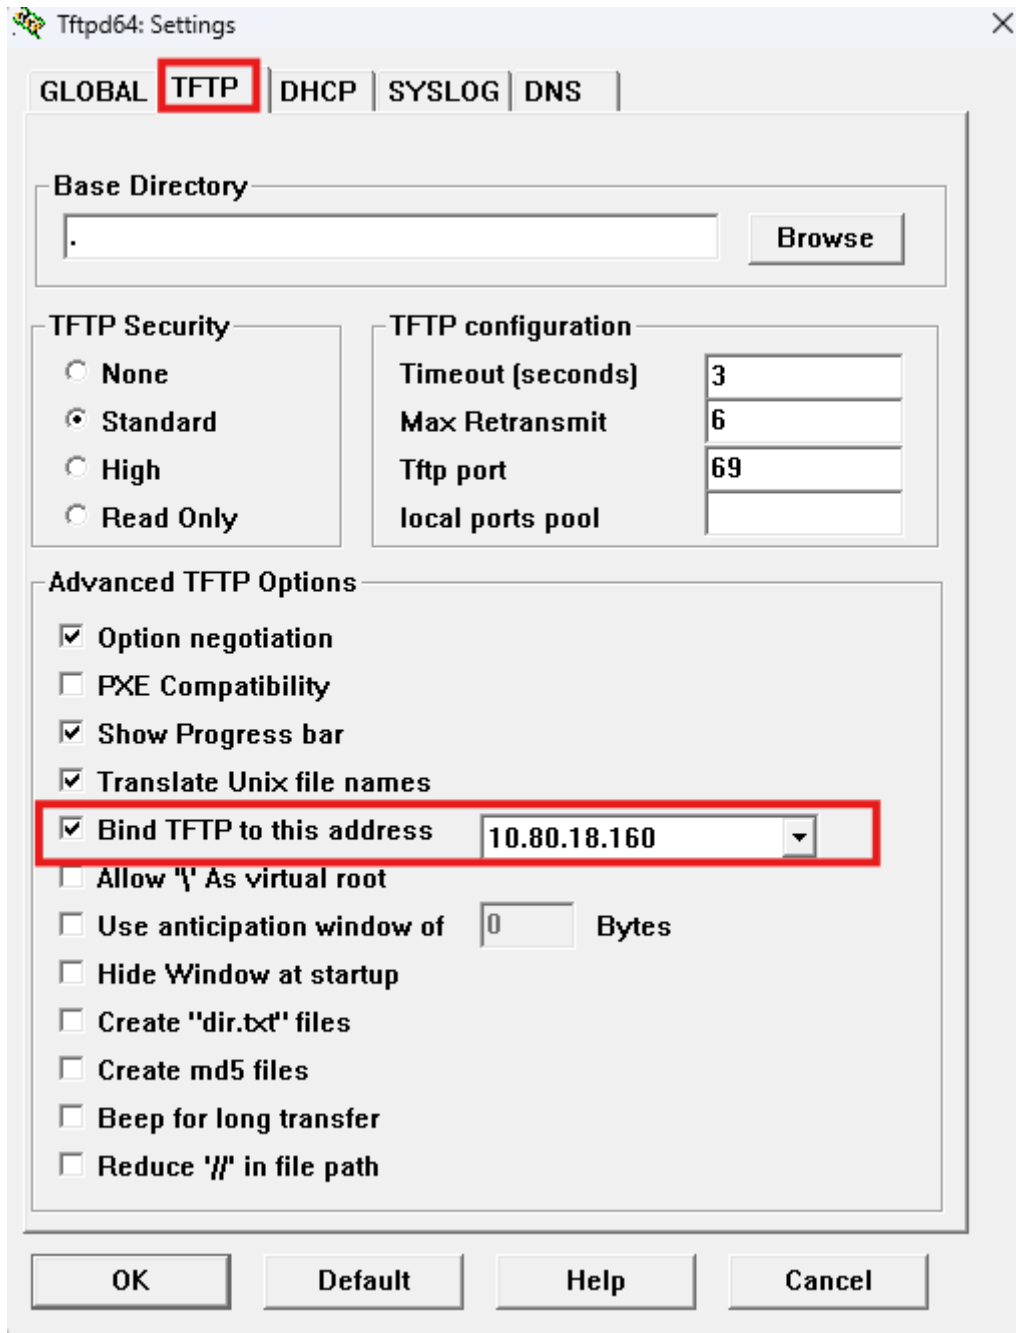 Tftpd64: Settings
GLOBAL TFTP DHCP SYSLOG DNS
Base Directory
.
Browse
TFTP Security
None
Standard
High
Read Only
TFTP configuration
Timeout (seconds) 3
Max Retransmit 6
Tftp port 69
local ports pool
Advanced TFTP Options
Option negotiation
PXE Compatibility
Show Progress bar
Translate Unix file names
Bind TFTP to this address 10.80.18.160
Allow '\' As virtual root
Use anticipation window of 0 Bytes
Hide Window at startup
Create "dir.txt" files
Create md5 files
Beep for long transfer
Reduce '//' in file path
OK Default Help Cancel